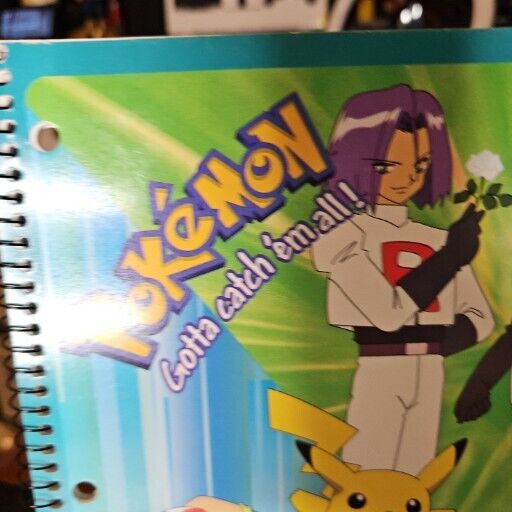 POKéMON
Gotta catch 'em all!
R